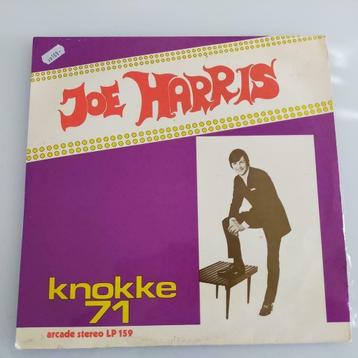 JOE HARRIS
knokke
71
arcade stereo LP 159